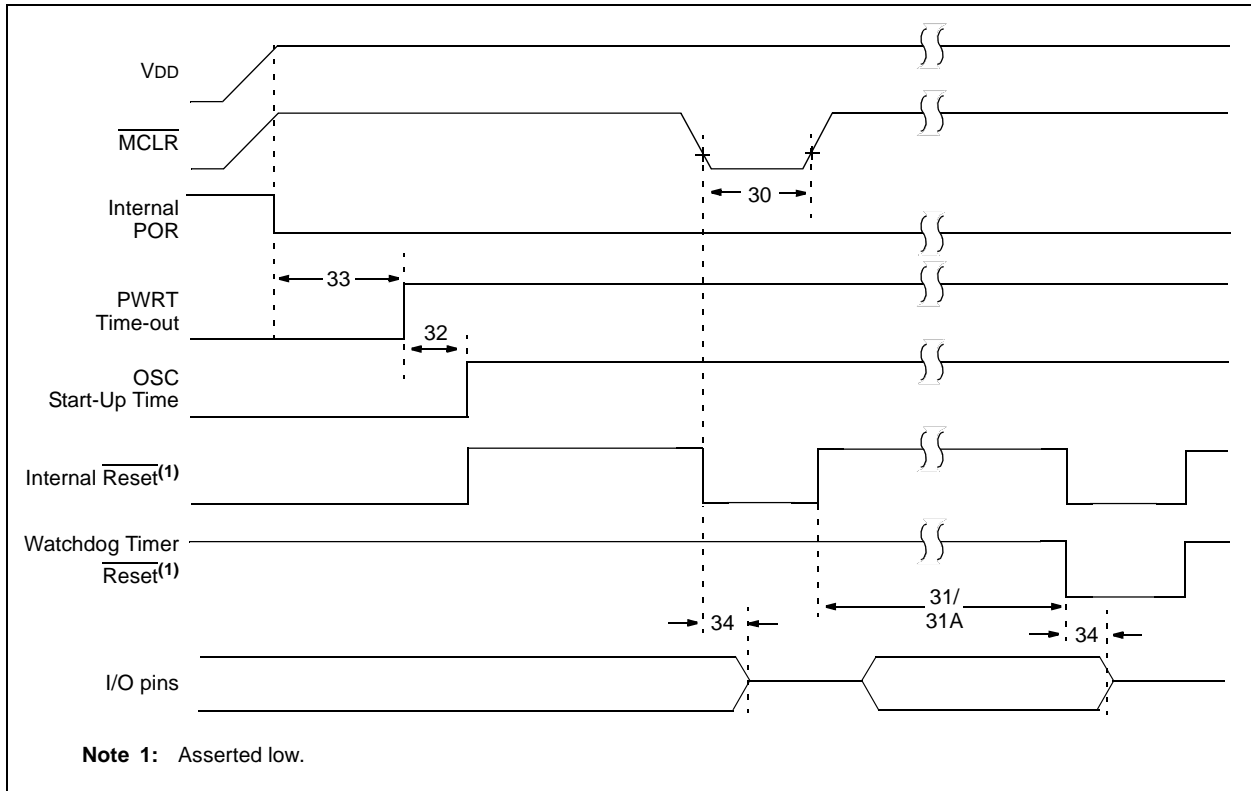 VDD
MCLR
30
Internal
POR
33
PWRT
Time-out
32
OSC
Start-Up Time
Internal Reset(1)
Watchdog Timer
Reset(1)
31/
31A
34
34
I/O pins
Note 1: Asserted low.